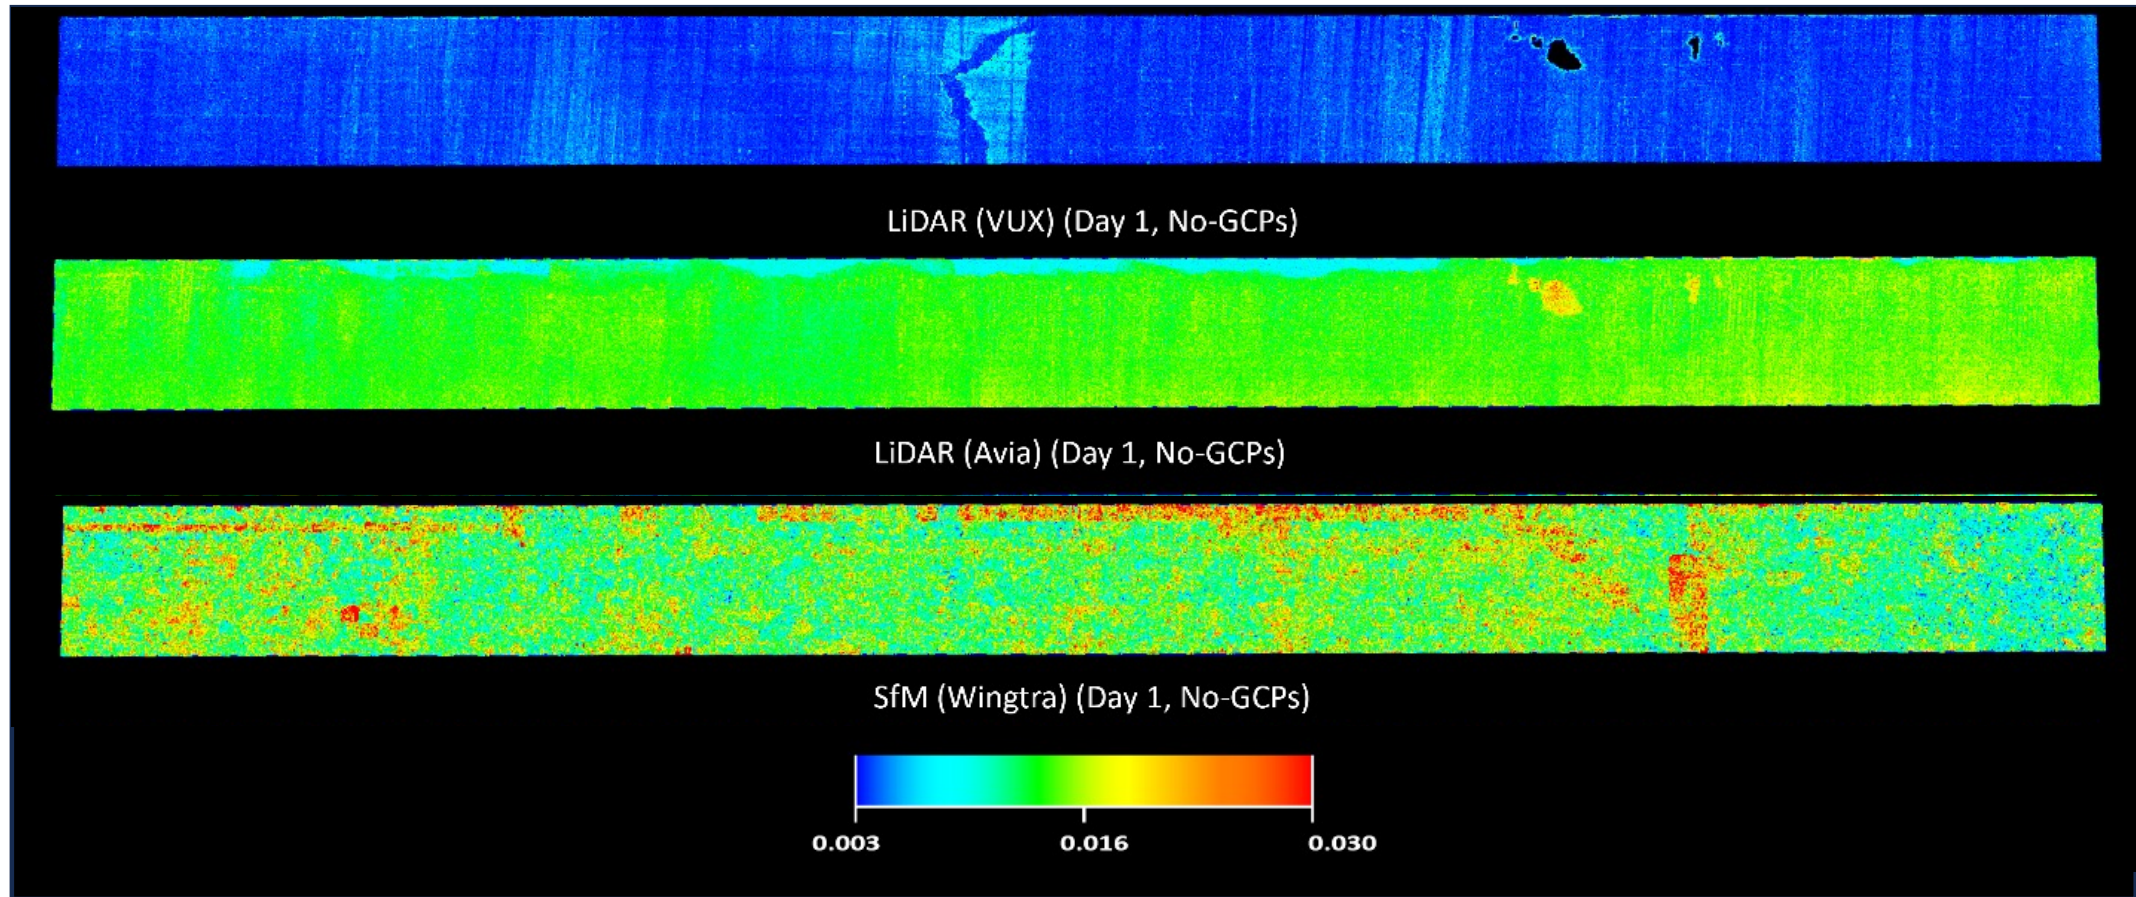 LiDAR (VUX) (Day 1, No-GCPs)
LiDAR (Avia) (Day 1, No-GCPs)
SfM (Wingtra) (Day 1, No-GCPs)
0.003 0.016 0.030